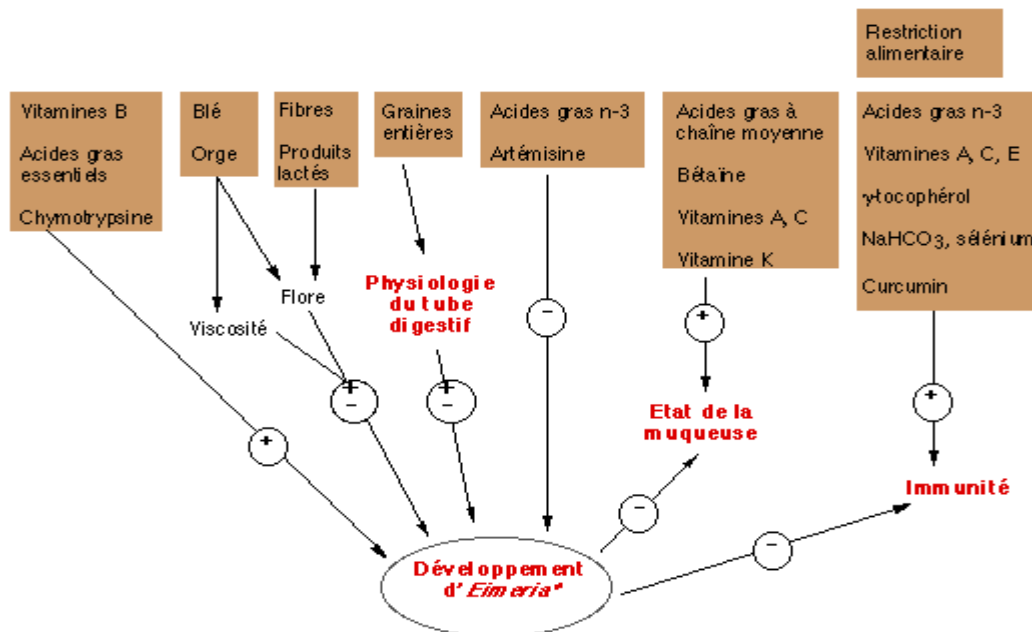 Restriction
alimentaire
Vitamines B
Acides gras
essentiels
Chymotrypsine
Blé
Orge
Fibres
Produits
lactés
Graines
entières
Acides gras n-3
Artémisine
Acides gras à
chaîne moyenne
Bétaïne
Vitamines A, C
Vitamine K
Acides gras n-3
Vitamines A, C, E
γ-tocophérol
NaHCO3, sélénium
Curcumin
Flore
Viscosité
Physiologie
du tube
digestif
−
+
+
−
+
−
+
+
Etat de la
muqueuse
Immunité
−
−
Développement
d' Eimeria*